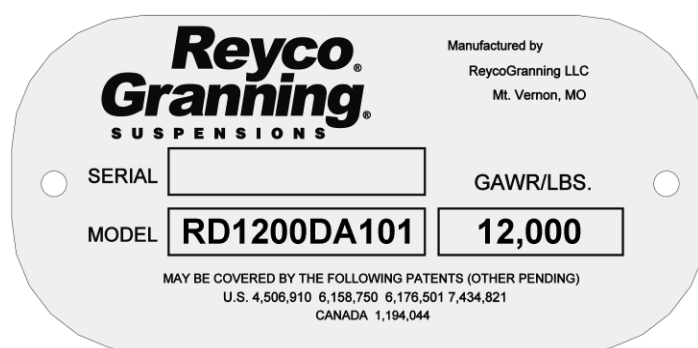 Reyco®
Granning®
SUSPENSIONS
Manufactured by
ReycoGranning LLC
Mt. Vernon, MO
SERIAL
GAWR/LBS.
MODEL RD1200DA101 12,000
MAY BE COVERED BY THE FOLLOWING PATENTS (OTHER PENDING)
U.S. 4,506,910 6,158,750 6,176,501 7,434,821
CANADA 1,194,044